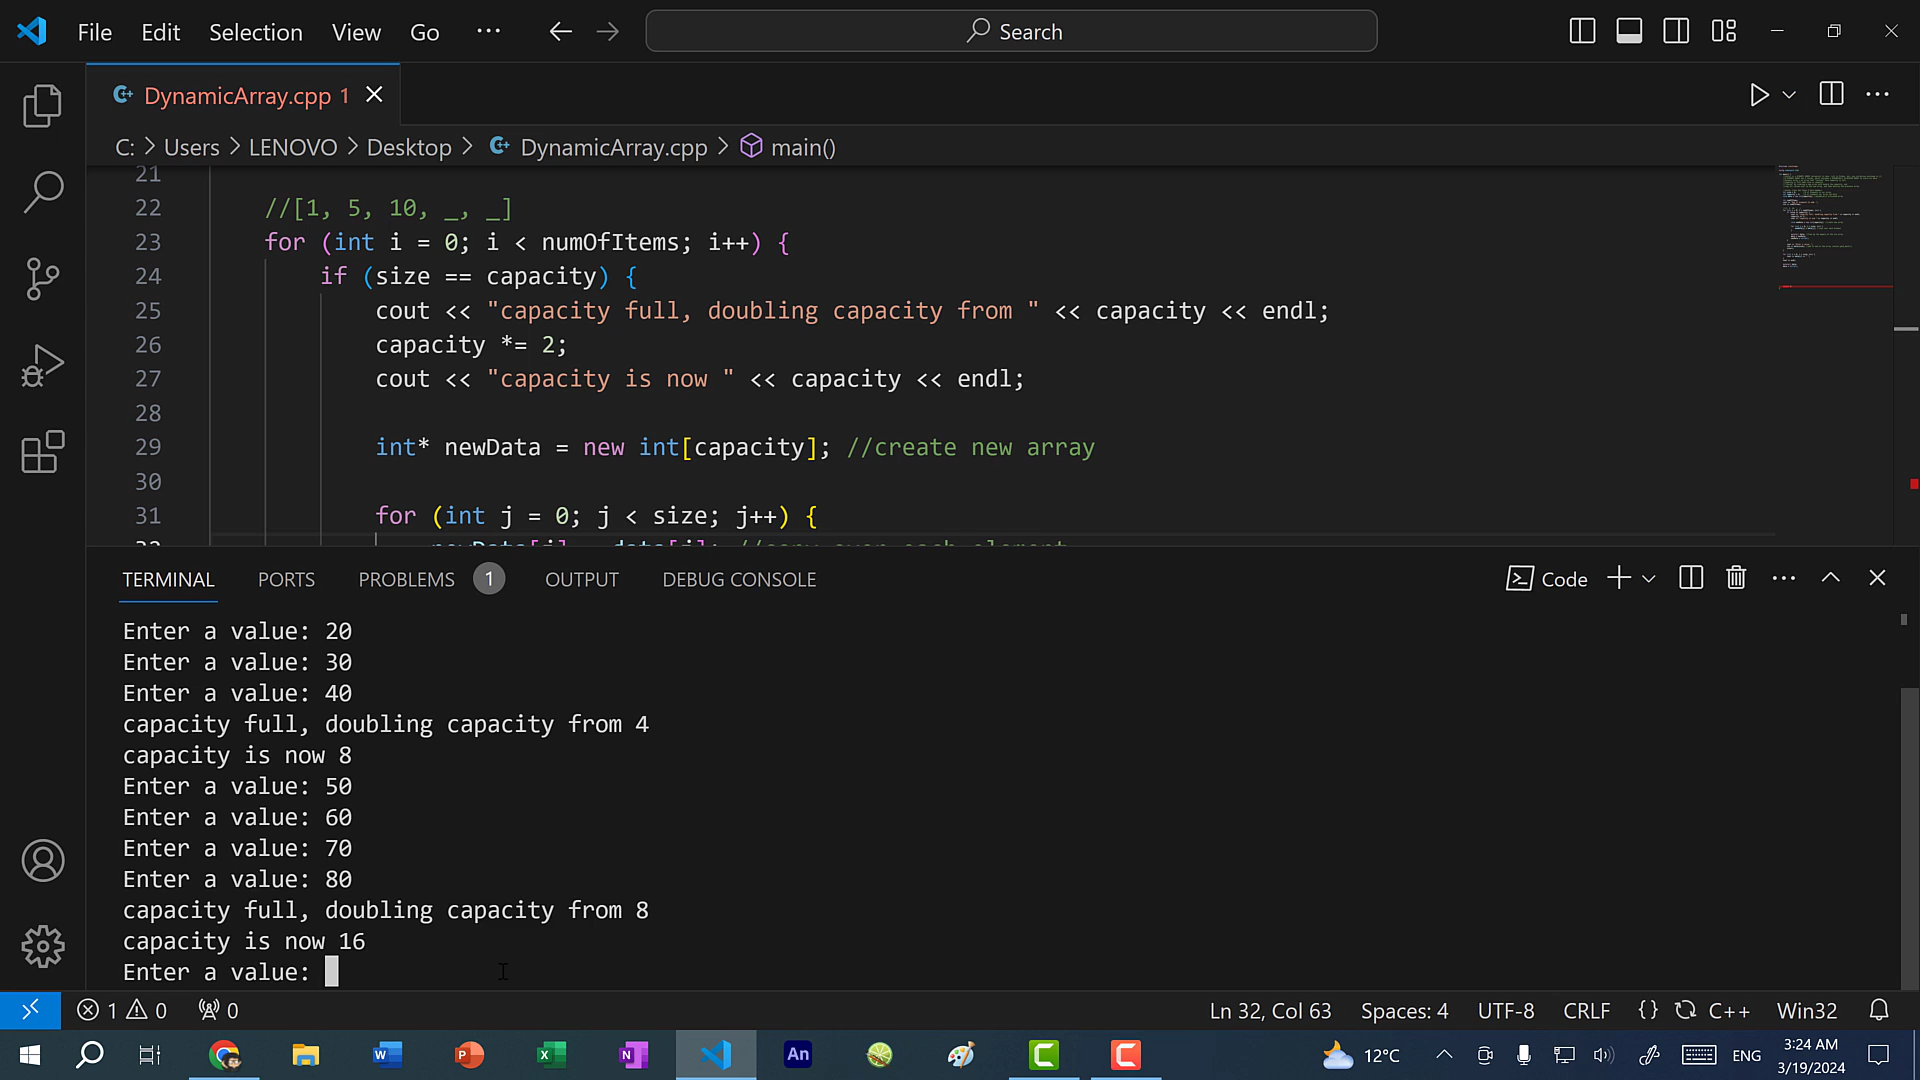 File Edit Selection View Go ··· Search
DynamicArray.cpp 1
C: > Users > LENOVO > Desktop > DynamicArray.cpp > main()
21
22 //[1, 5, 10, _, _]
23 for (int i = 0; i < numOfItems; i++) {
24 if (size == capacity) {
25 cout << "capacity full, doubling capacity from " << capacity << endl;
26 capacity *= 2;
27 cout << "capacity is now " << capacity << endl;
28
29 int* newData = new int[capacity]; //create new array
30
31 for (int j = 0; j < size; j++) {
32 newData[j] = data[j]; //copy over each element
TERMINAL PORTS PROBLEMS 1 OUTPUT DEBUG CONSOLE Code
Enter a value: 20
Enter a value: 30
Enter a value: 40
capacity full, doubling capacity from 4
capacity is now 8
Enter a value: 50
Enter a value: 60
Enter a value: 70
Enter a value: 80
capacity full, doubling capacity from 8
capacity is now 16
Enter a value:
1 0 0 Ln 32, Col 63 Spaces: 4 UTF-8 CRLF {} C++ Win32
W P X N An C C 12°C ENG 3:24 AM
3/19/2024